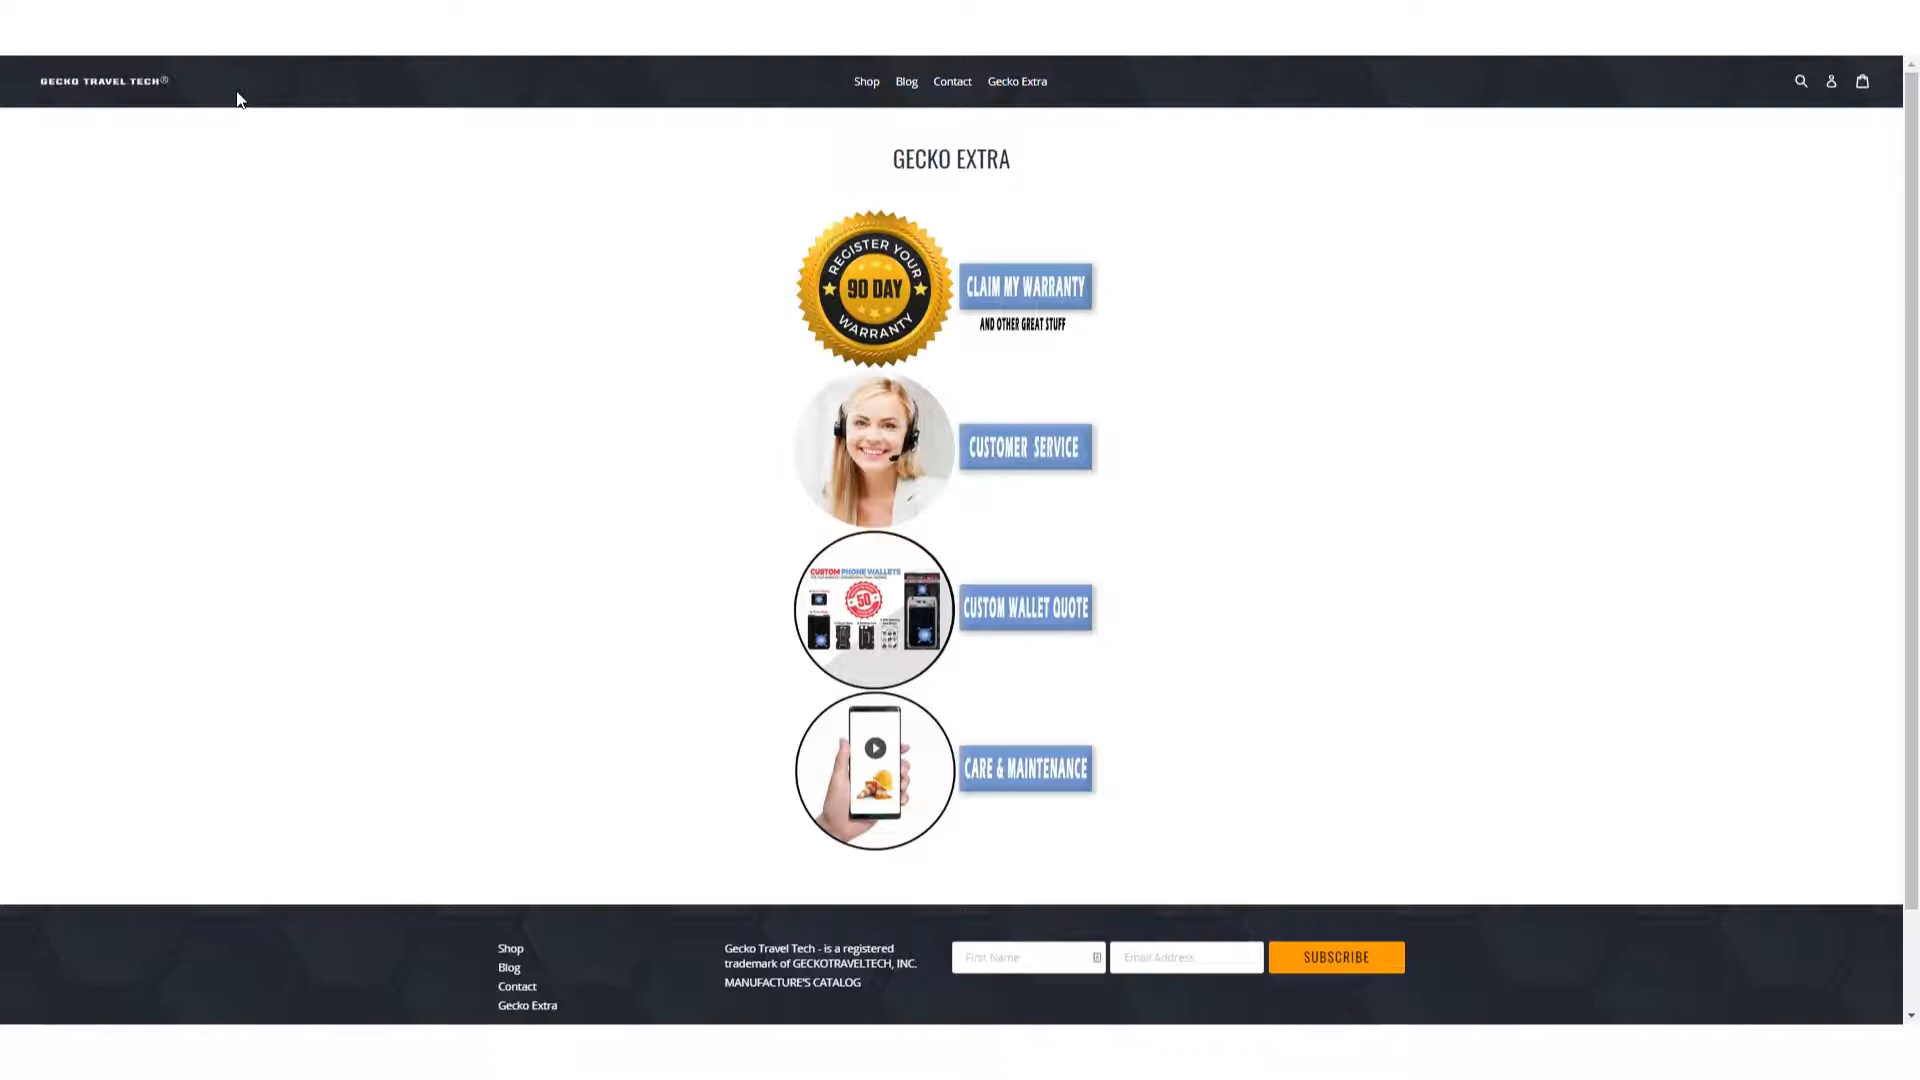 GECKO TRAVEL TECH®
Shop Blog Contact Gecko Extra
GECKO EXTRA
REGISTER YOUR
90 DAY
WARRANTY
CLAIM MY WARRANTY
AND OTHER GREAT STUFF
CUSTOMER SERVICE
CUSTOM PHONE WALLETS
50
CUSTOM WALLET QUOTE
CARE & MAINTENANCE
Shop
Blog
Contact
Gecko Extra
Gecko Travel Tech - is a registered
trademark of GECKOTRAVELTECH, INC.
MANUFACTURE'S CATALOG
First Name
Email Address
SUBSCRIBE